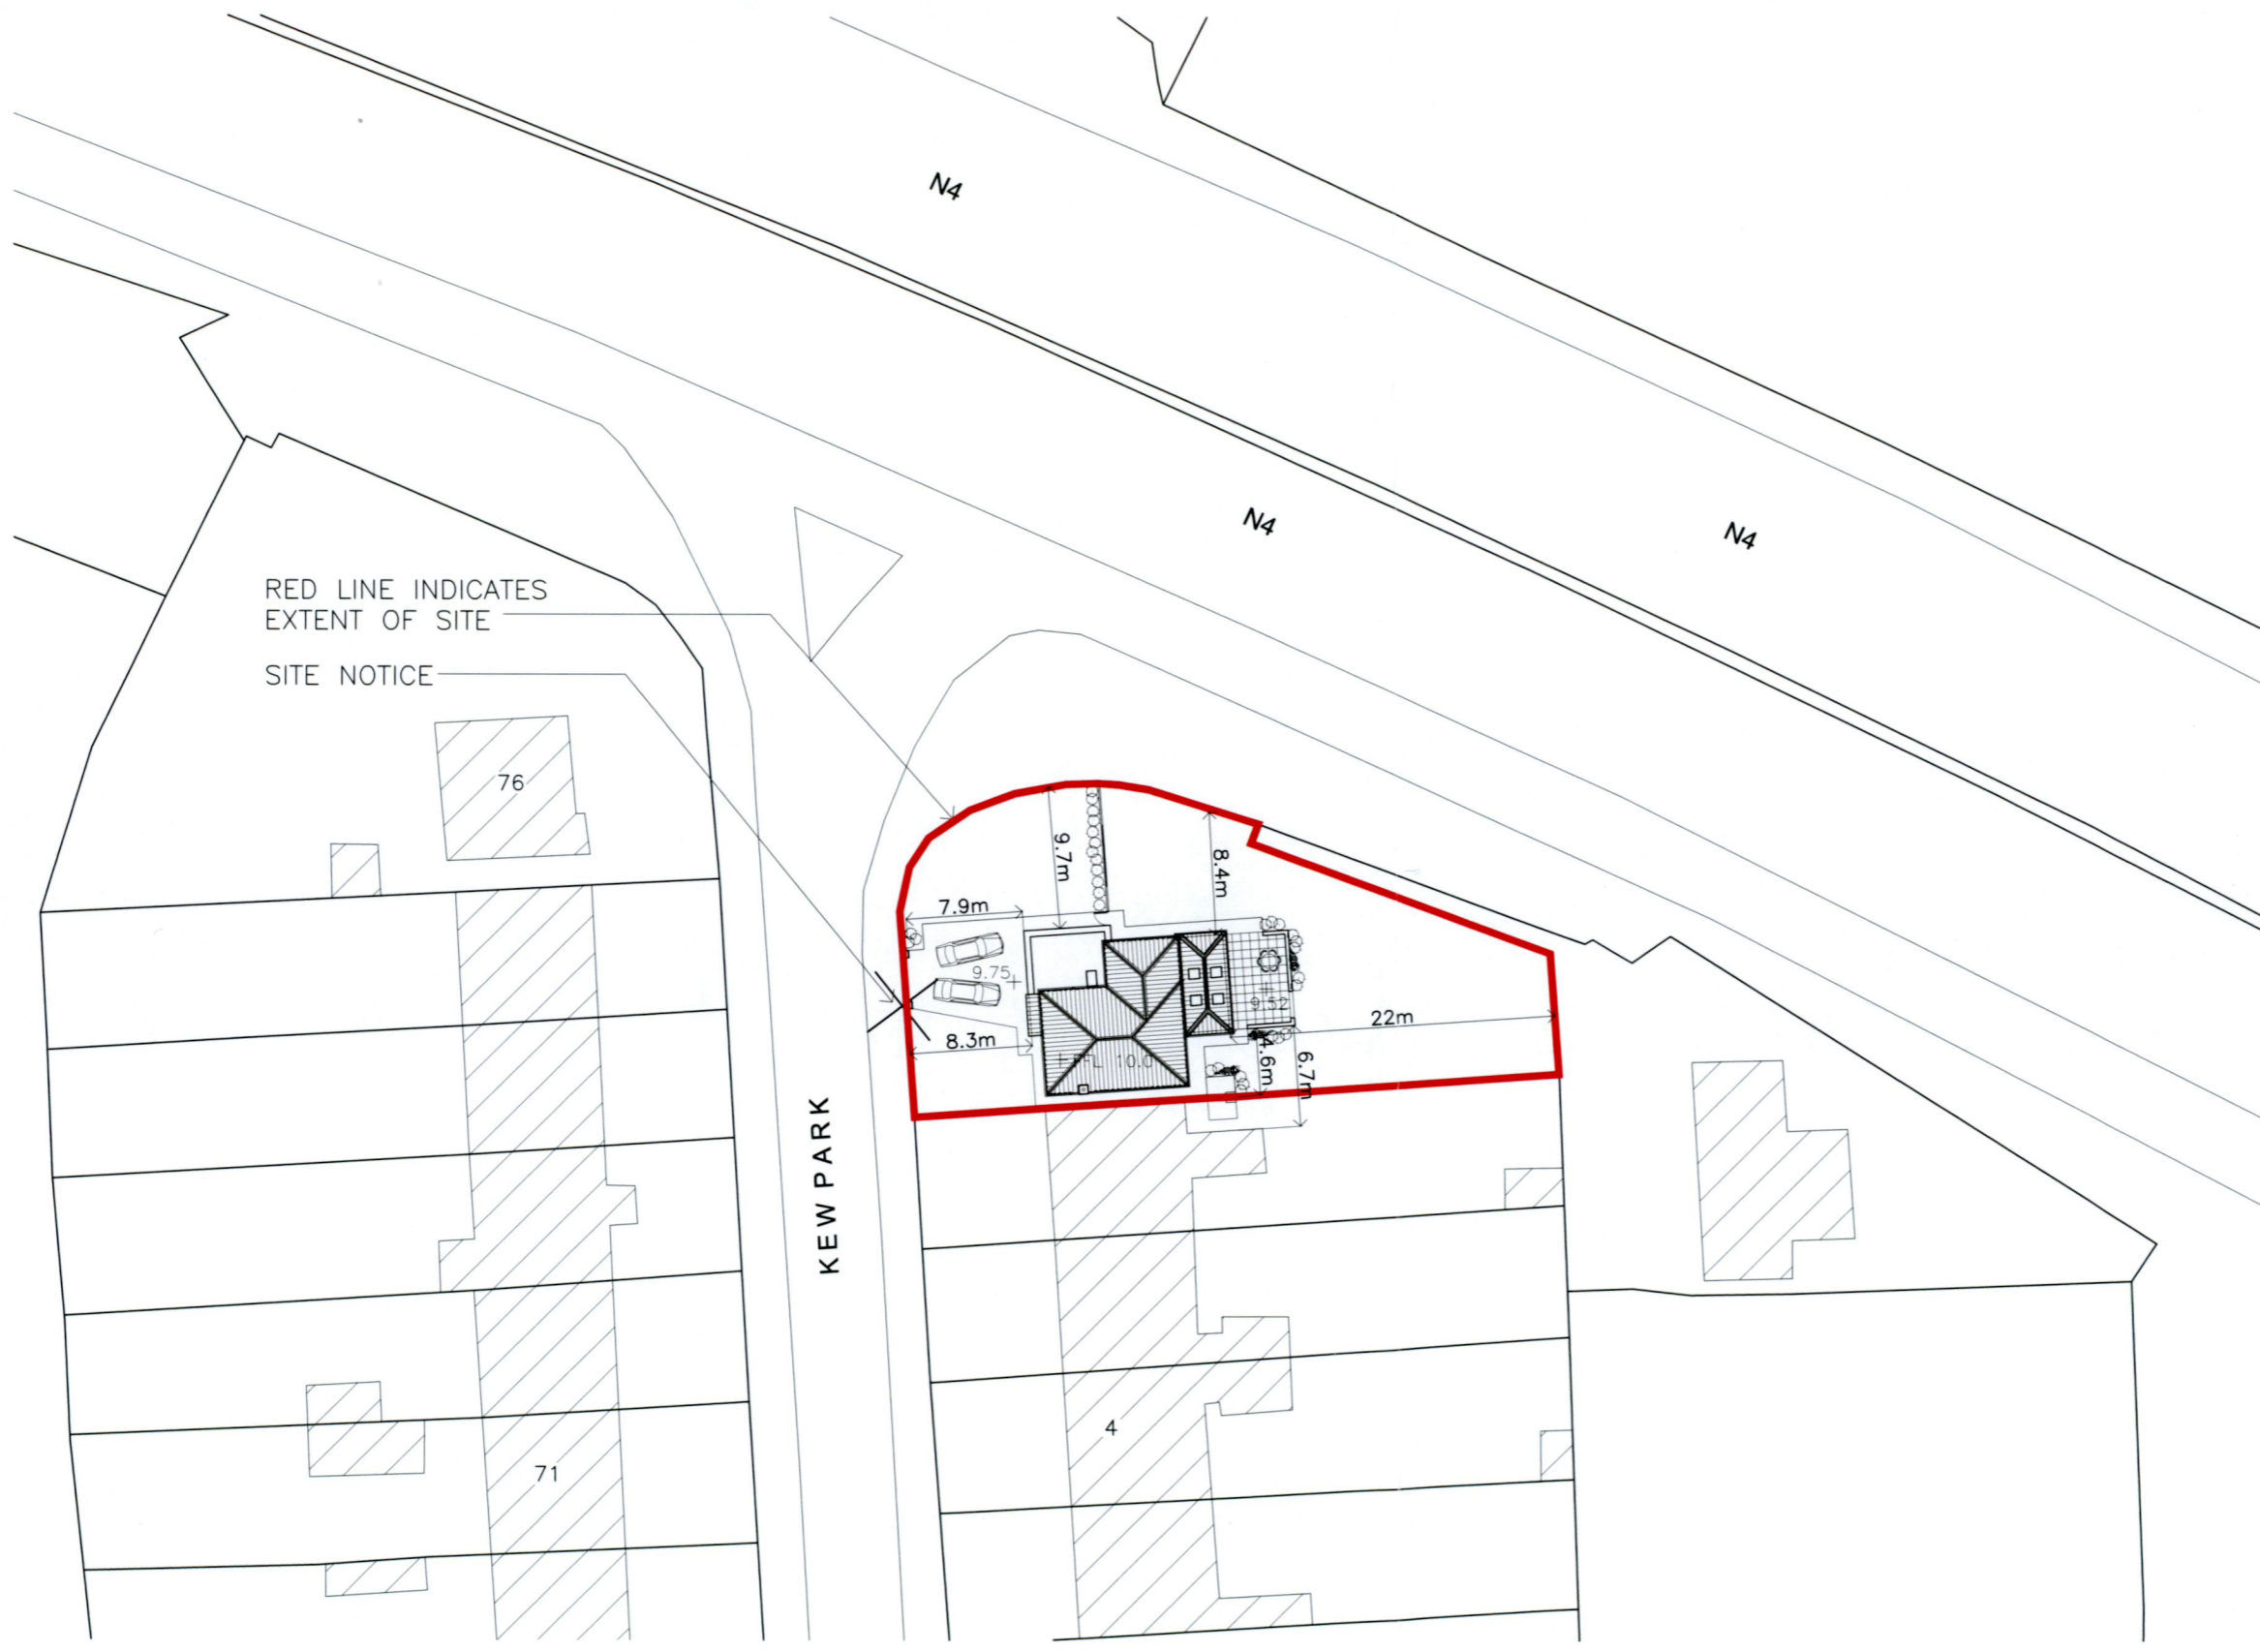 N4
N4
N4
RED LINE INDICATES
EXTENT OF SITE
SITE NOTICE
76
9.7m
8.4m
7.9m
9.75
9.52
22m
8.3m
FFL 10.0
4.6m
6.7m
KEW PARK
4
71